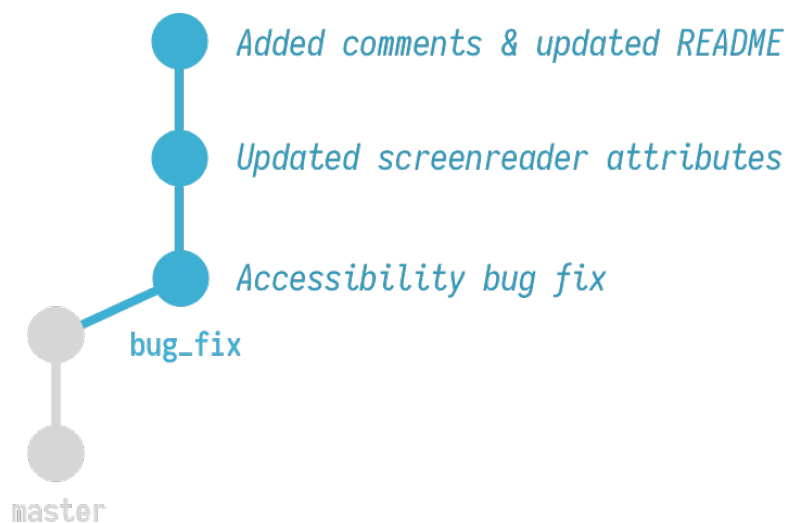 Added comments & updated README
Updated screenreader attributes
Accessibility bug fix
bug_fix
master